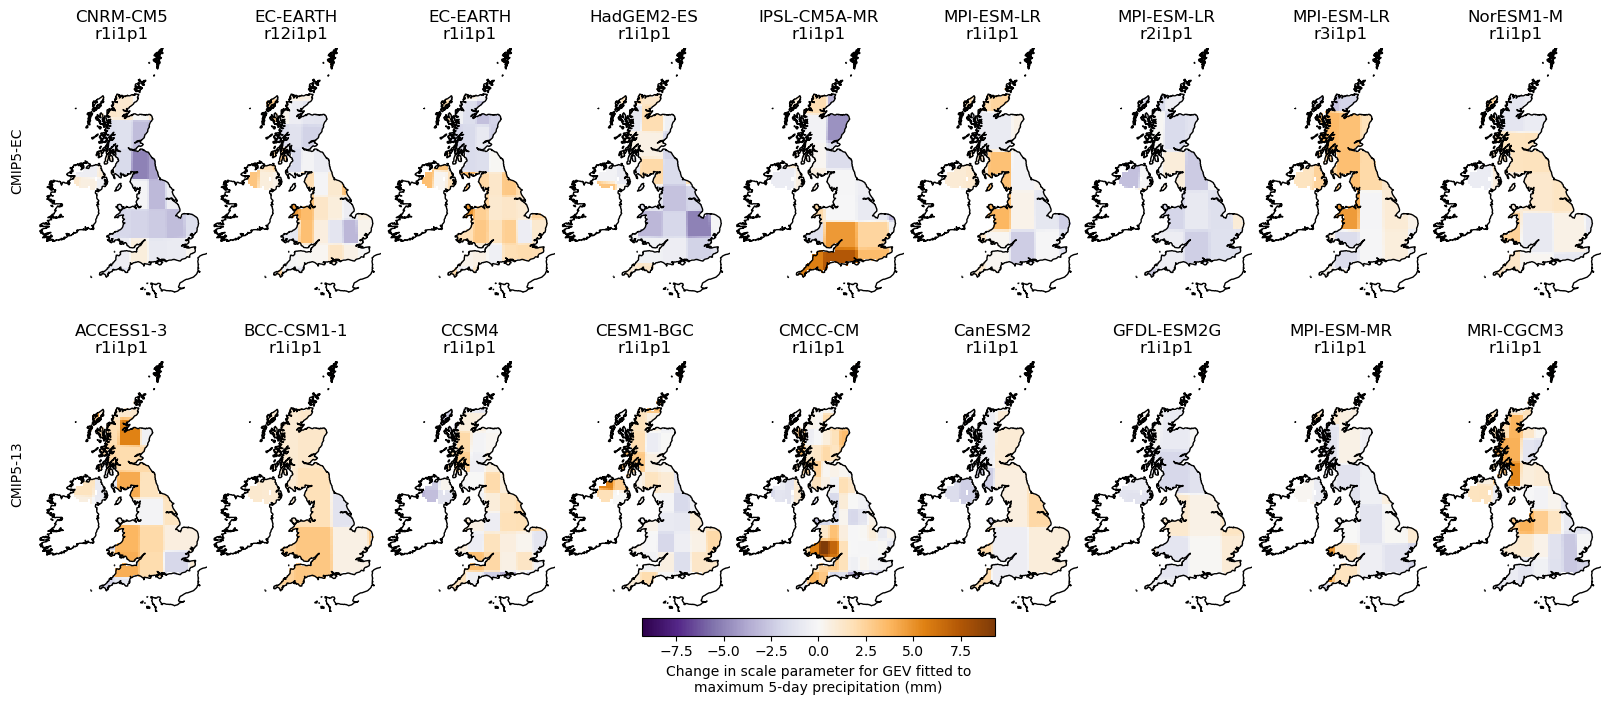 CNRM-CM5 EC-EARTH EC-EARTH HadGEM2-ES IPSL-CM5A-MR MPI-ESM-LR MPI-ESM-LR MPI-ESM-LR NorESM1-M
r1i1p1 r12i1p1 r1i1p1 r1i1p1 r1i1p1 r1i1p1 r2i1p1 r3i1p1 r1i1p1
CMIP5-EC
ACCESS1-3 BCC-CSM1-1 CCSM4 CESM1-BGC CMCC-CM CanESM2 GFDL-ESM2G MPI-ESM-MR MRI-CGCM3
r1i1p1 r1i1p1 r1i1p1 r1i1p1 r1i1p1 r1i1p1 r1i1p1 r1i1p1 r1i1p1
CMIP5-13
−7.5 −5.0 −2.5 0.0 2.5 5.0 7.5
Change in scale parameter for GEV fitted to
maximum 5-day precipitation (mm)